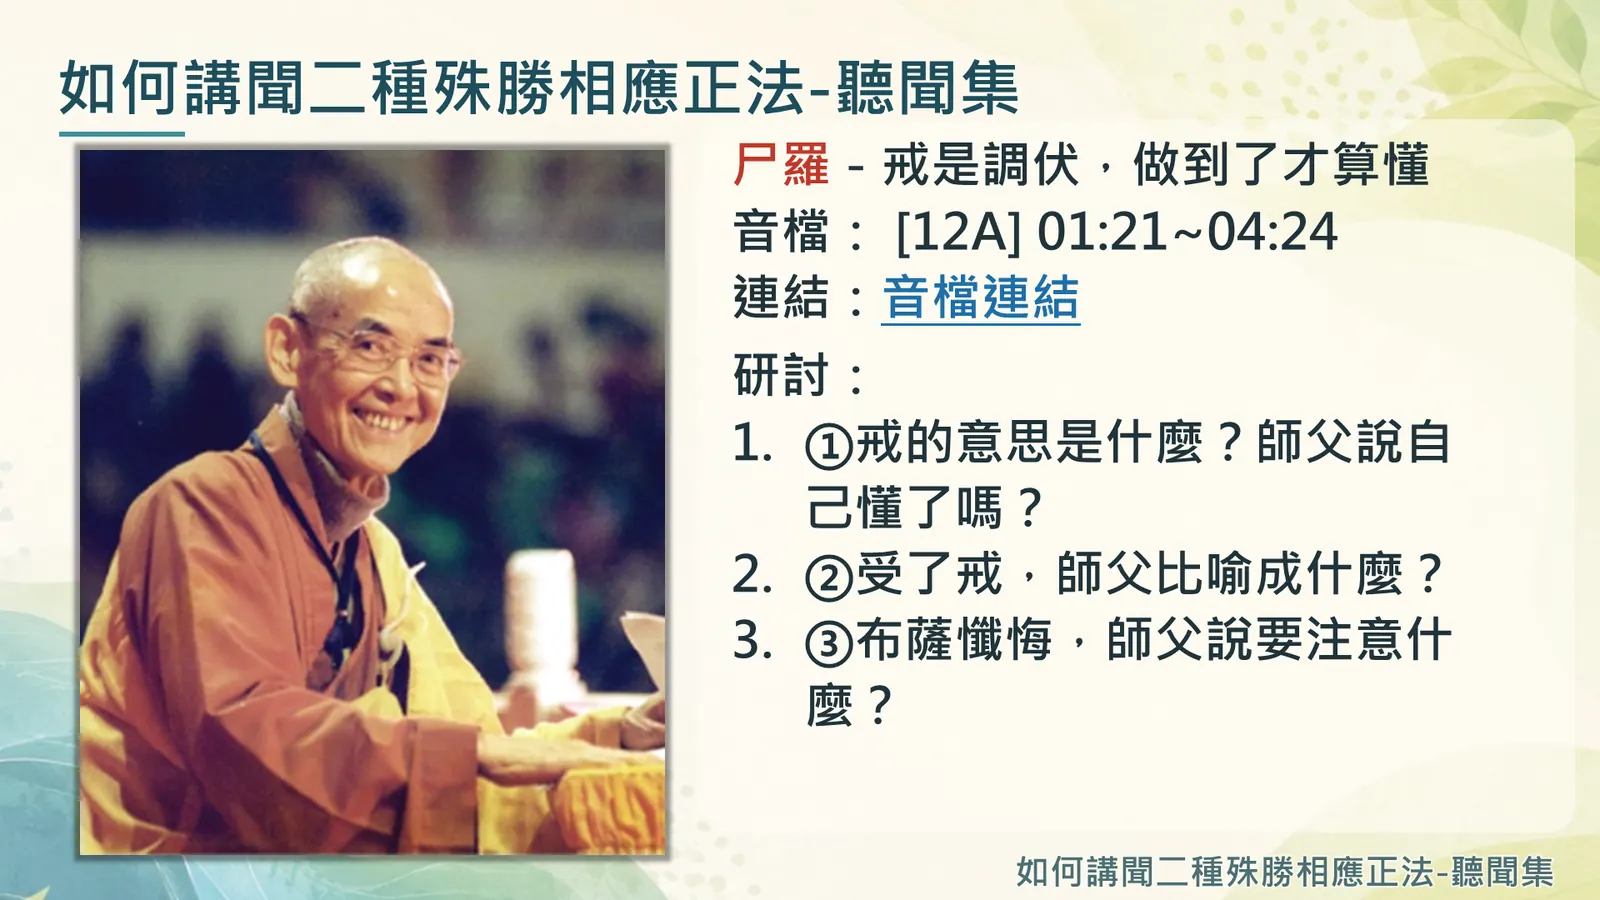 如何講聞二種殊勝相應正法-聽聞集
尸羅 - 戒是調伏，做到了才算懂
音檔： [12A] 01:21~04:24
連結：音檔連結
研討：
1. ①戒的意思是什麼？師父說自
己懂了嗎？
2. ②受了戒，師父比喻成什麼？
3. ③布薩懺悔，師父說要注意什
麼？
如何講聞二種殊勝相應正法-聽聞集